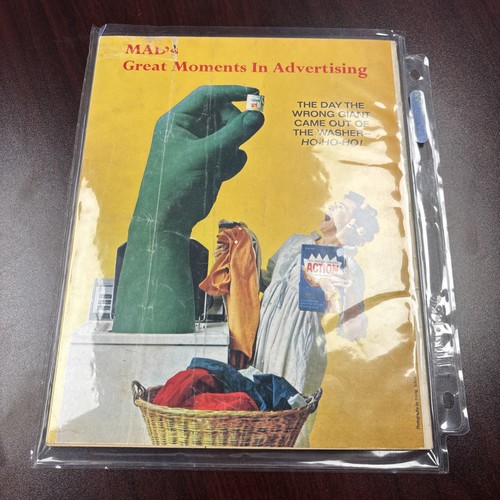 MAD's
Great Moments In Advertising
THE DAY THE
WRONG GIANT
CAME OUT OF
THE WASHER—
HO-HO-HO!
ACTION